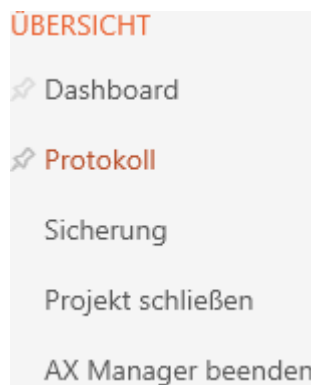 ÜBERSICHT
Dashboard
Protokoll
Sicherung
Projekt schließen
AX Manager beenden